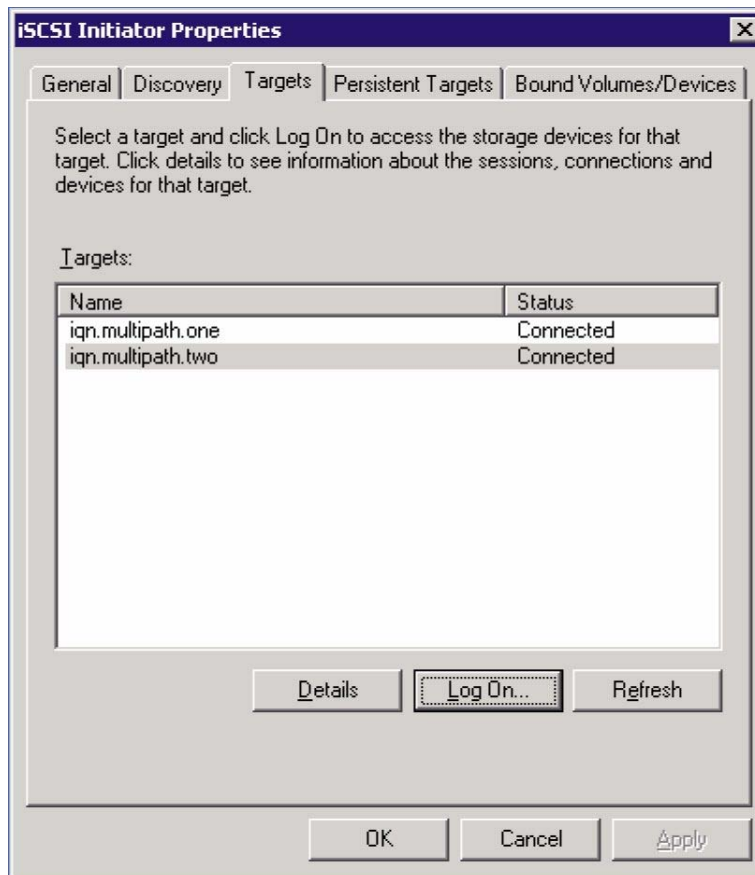 iSCSI Initiator Properties
General Discovery Targets Persistent Targets Bound Volumes/Devices
Select a target and click Log On to access the storage devices for that
target. Click details to see information about the sessions, connections and
devices for that target.
Targets:
Name Status
iqn.multipath.one Connected
iqn.multipath.two Connected
Details Log On... Refresh
OK Cancel Apply